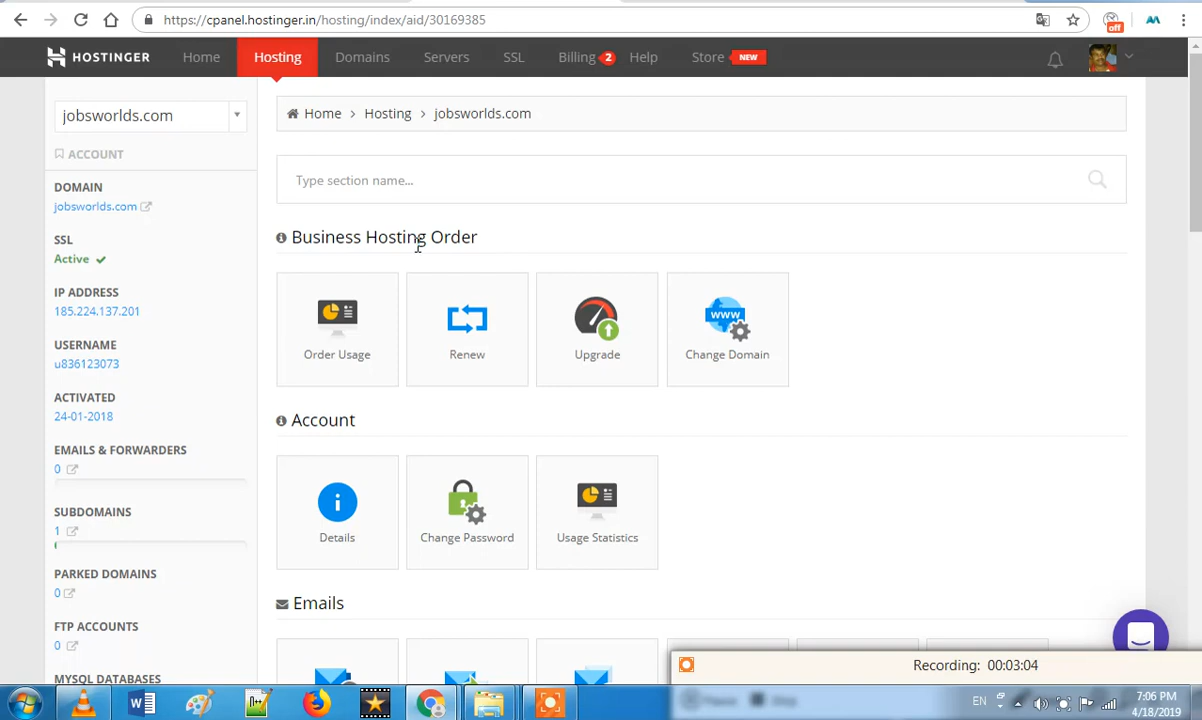 https://cpanel.hostinger.in/hosting/index/aid/30169385
off
HOSTINGER
Home
Hosting
Domains
Servers
SSL
Billing 2
Help
Store NEW
jobsworlds.com
Home > Hosting > jobsworlds.com
ACCOUNT
Type section name...
DOMAIN
jobsworlds.com
SSL
Active
IP ADDRESS
185.224.137.201
USERNAME
u836123073
ACTIVATED
24-01-2018
EMAILS & FORWARDERS
0
SUBDOMAINS
1
PARKED DOMAINS
0
FTP ACCOUNTS
0
MYSQL DATABASES
Business Hosting Order
Order Usage
Renew
Upgrade
www
Change Domain
Account
Details
Change Password
Usage Statistics
Emails
Recording: 00:03:04
EN
7:06 PM
4/18/2019